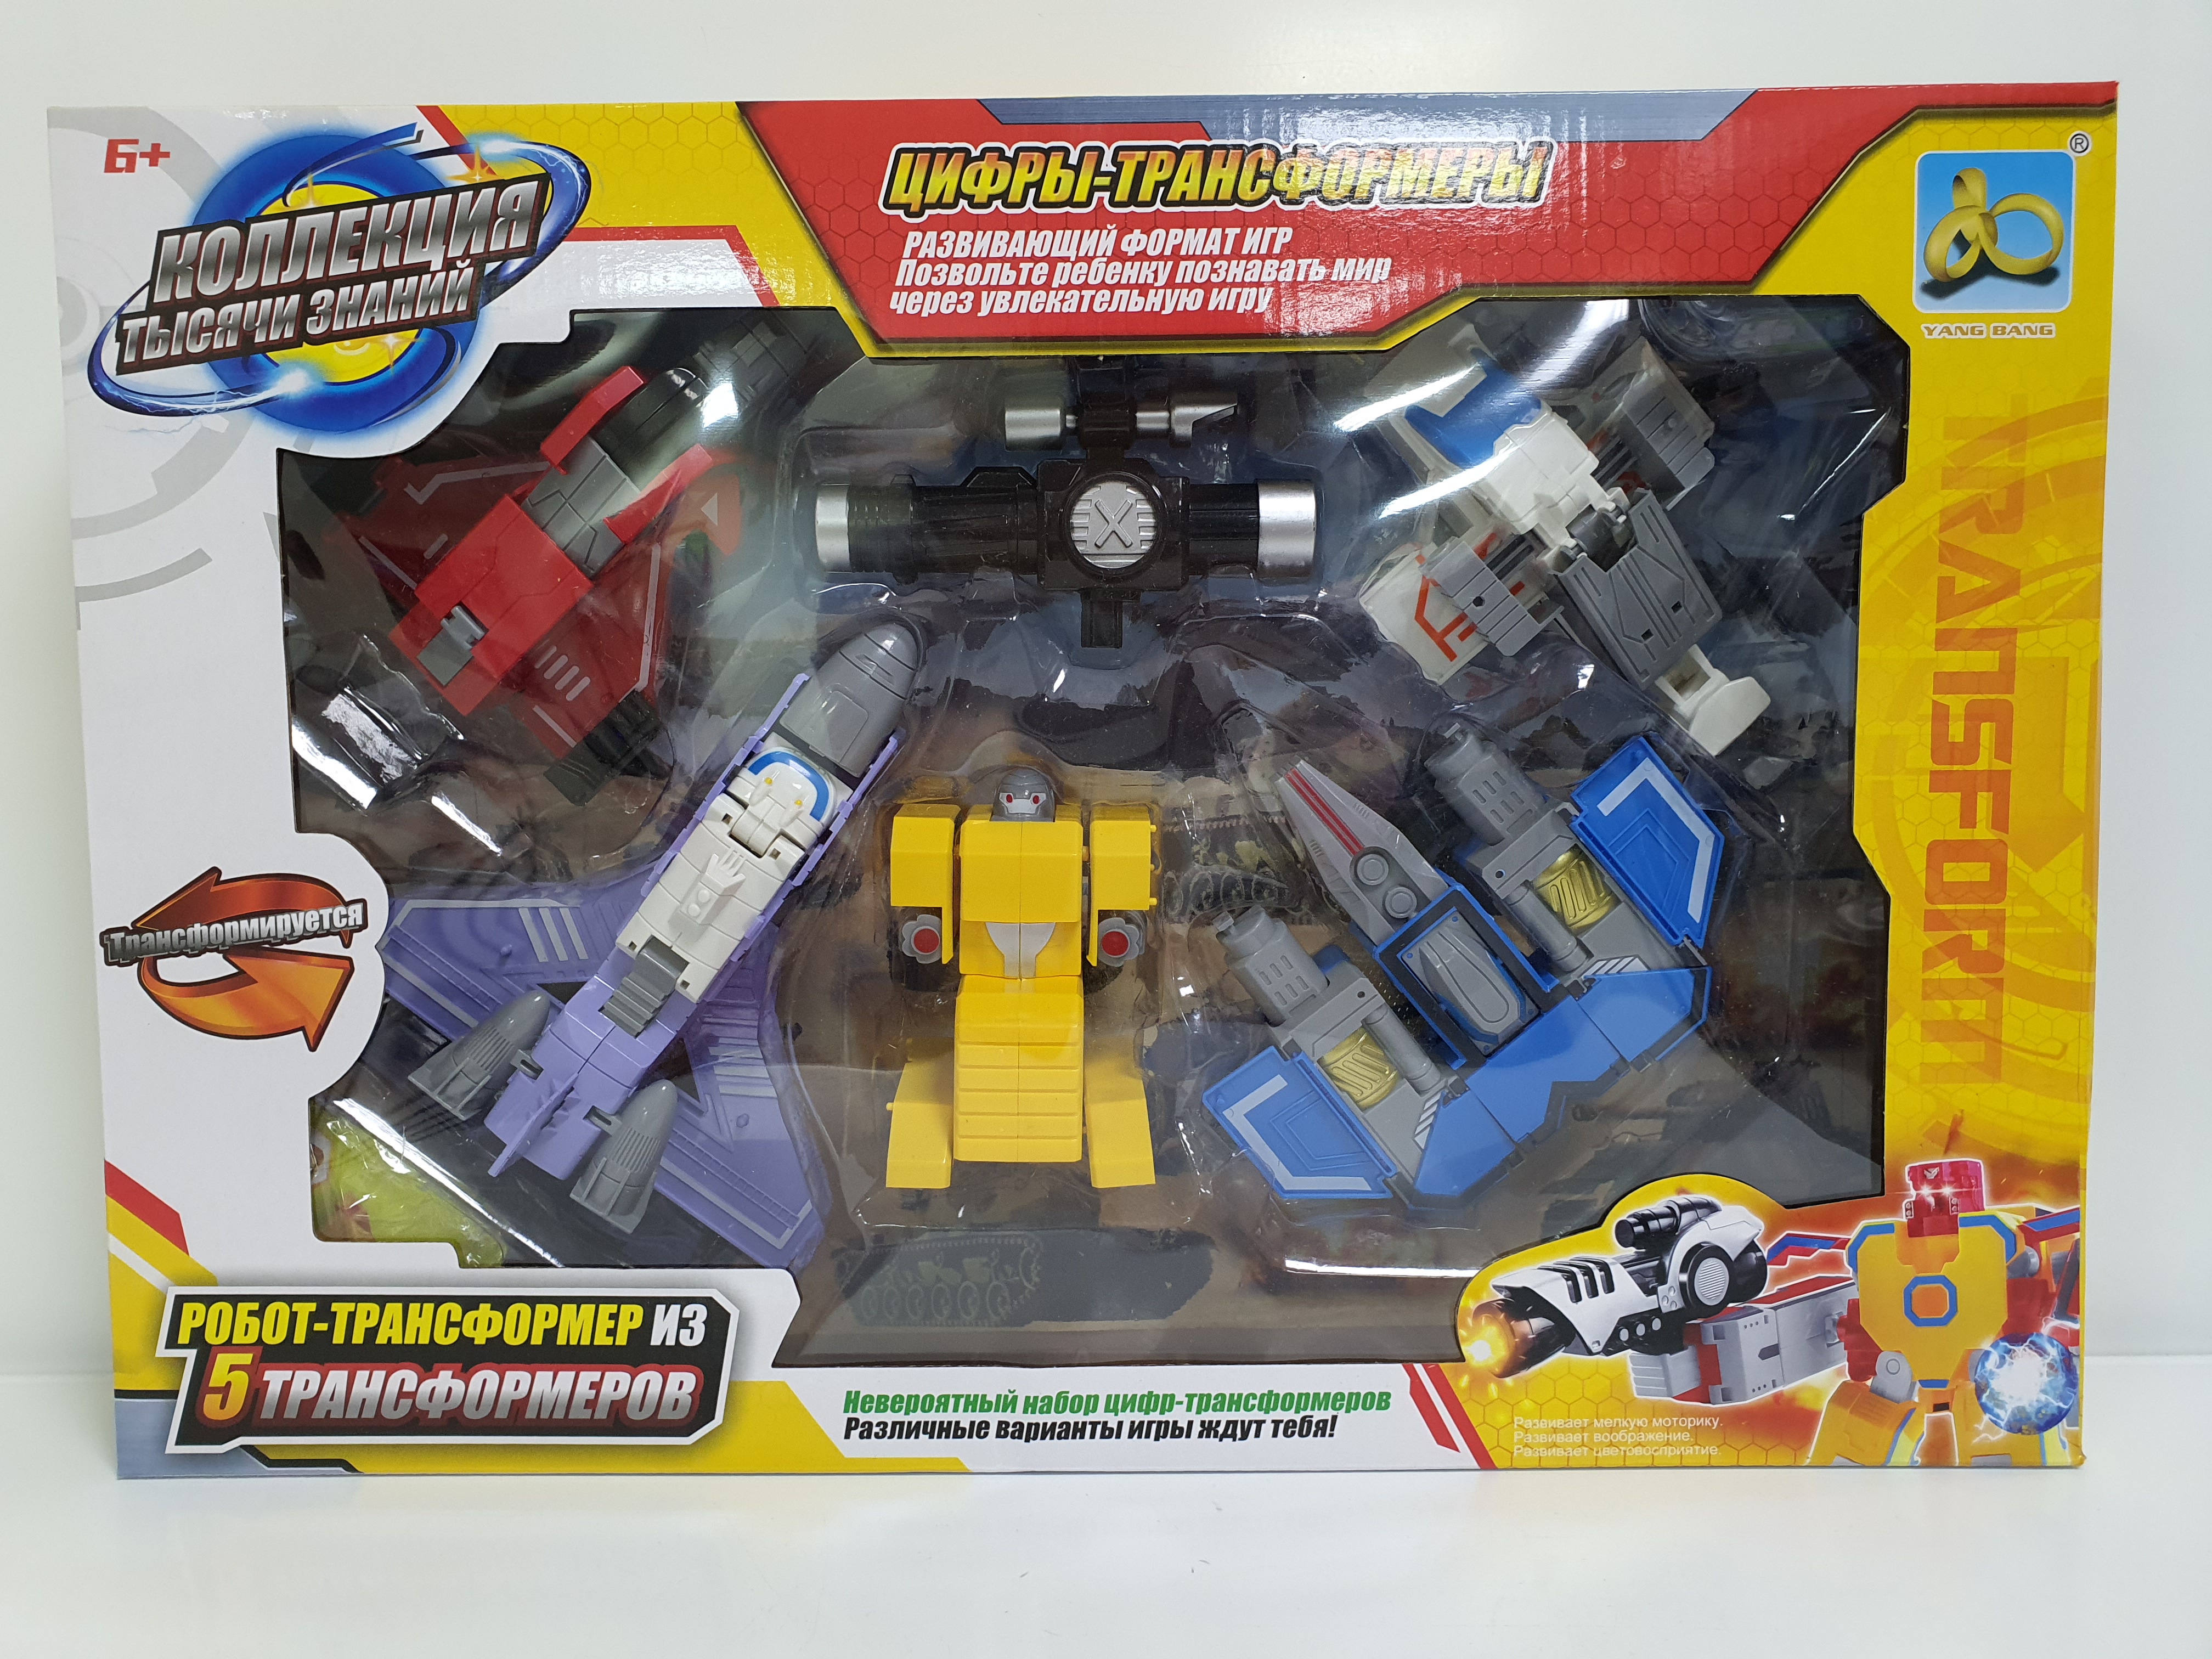 6+
КОЛЛЕКЦИЯ
ТЫСЯЧИ ЗНАНИЙ
ЦИФРЫ-ТРАНСФОРМЕРЫ
РАЗВИВАЮЩИЙ ФОРМАТ ИГР
Позвольте ребенку познавать мир
через увлекательную игру
®
YANG BANG
TRANSFORM
X
Трансформируется
РОБОТ-ТРАНСФОРМЕР ИЗ
5 ТРАНСФОРМЕРОВ
Невероятный набор цифр-трансформеров
Различные варианты игры ждут тебя!
Развивает мелкую моторику.
Развивает воображение.
Развивает цветовосприятие.